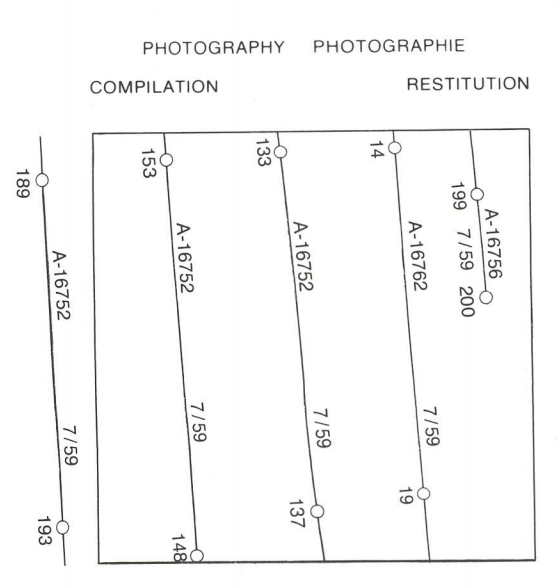 PHOTOGRAPHY PHOTOGRAPHIE
COMPILATION RESTITUTION
199 7/59 200
A-16756
14 A-16762 7/59 19
133 A-16752 7/59 137
153 A-16752 7/59 148
189 A-16752 7/59 193